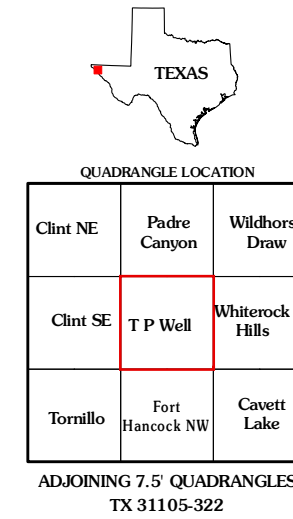 TEXAS
QUADRANGLE LOCATION
Clint NE
Padre
Canyon
Wildhors
Draw
Clint SE
T P Well
Whiterock
Hills
Tornillo
Fort
Hancock NW
Cavett
Lake
ADJOINING 7.5' QUADRANGLES
TX 31105-322